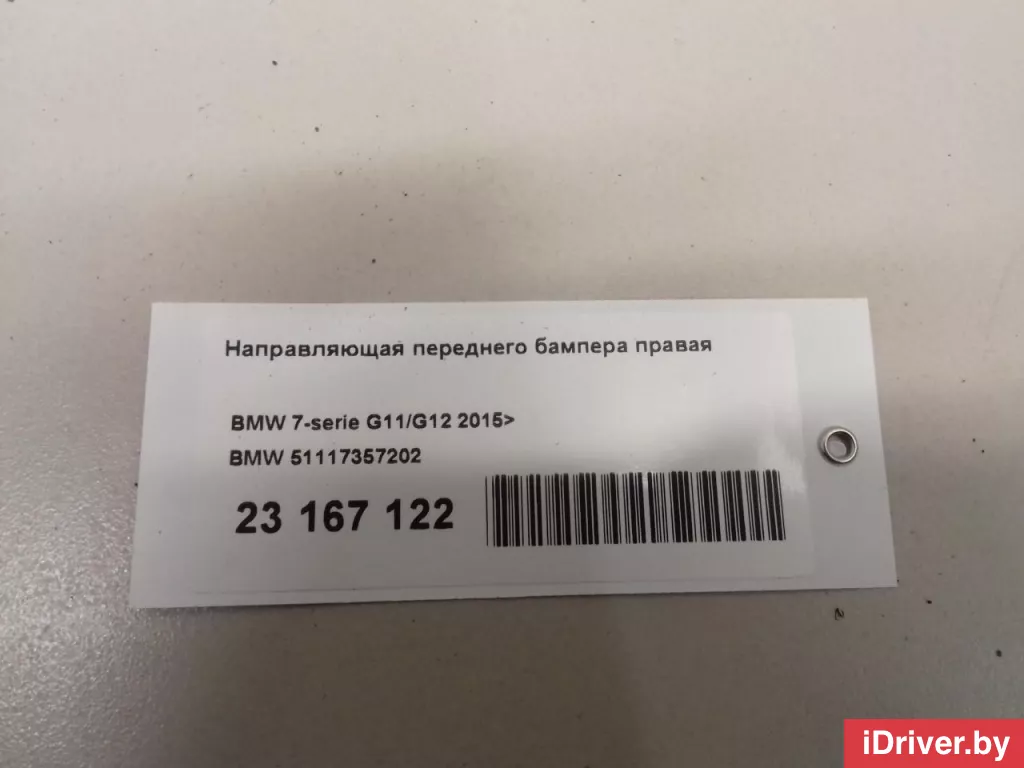 Направляющая переднего бампера правая
BMW 7-serie G11/G12 2015>
BMW 51117357202
23 167 122
iDriver.by